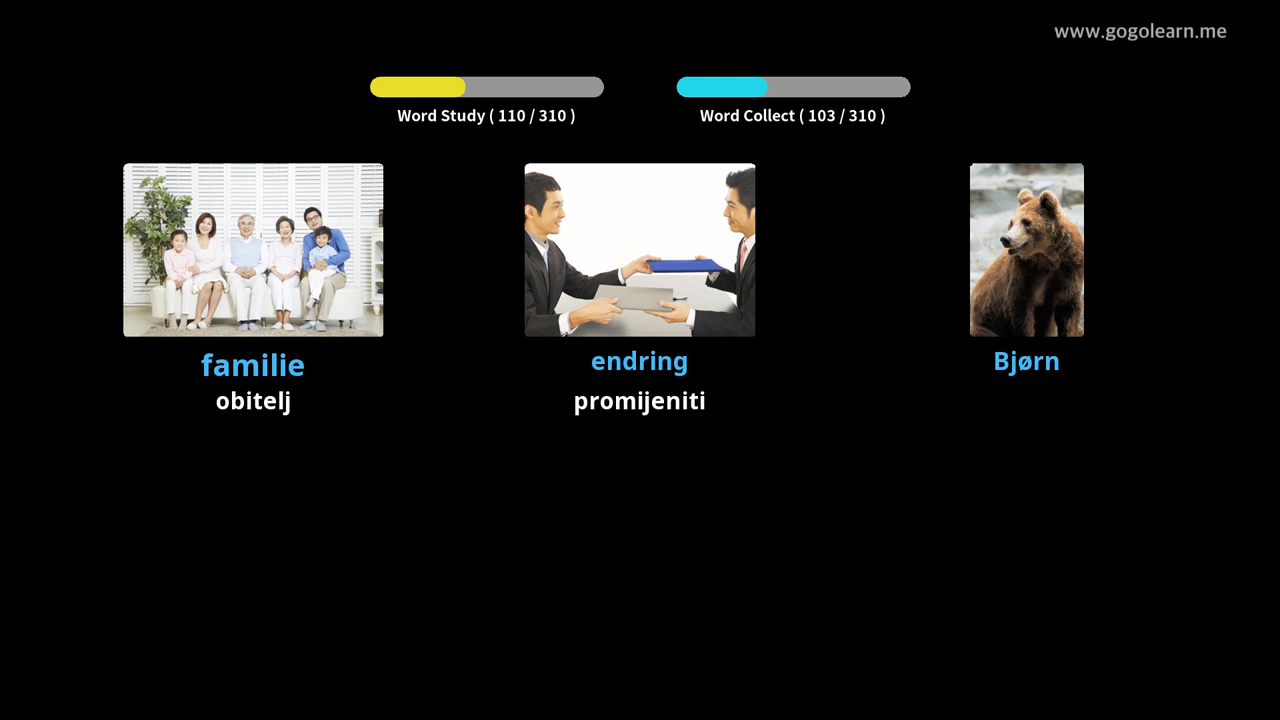 www.gogolearn.me
Word Study ( 110 / 310 )
Word Collect ( 103 / 310 )
familie
obitelj
endring
promijeniti
Bjørn